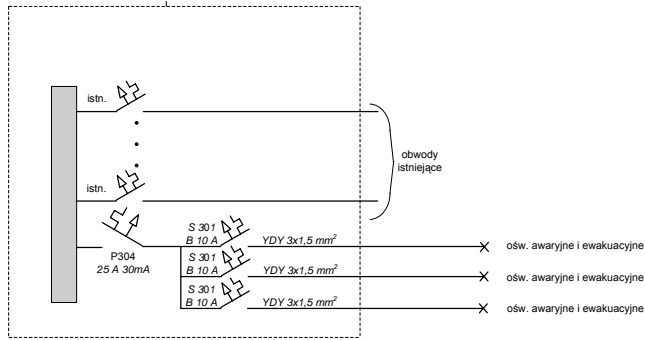 istn.
istn.
obwody
istniejące
P304
25 A 30mA
S 301
B 10 A
YDY 3x1,5 mm²
ośw. awaryjne i ewakuacyjne
S 301
B 10 A
YDY 3x1,5 mm²
ośw. awaryjne i ewakuacyjne
S 301
B 10 A
YDY 3x1,5 mm²
ośw. awaryjne i ewakuacyjne